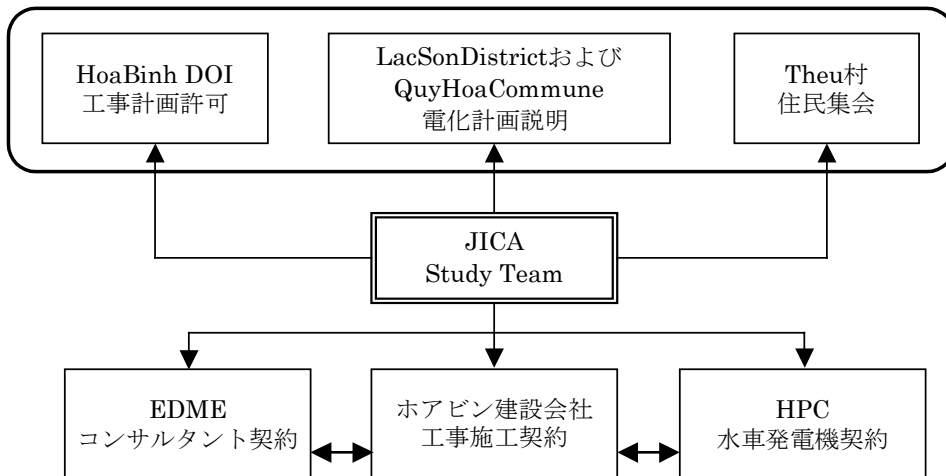 HoaBinh DOI
工事計画許可
LacSonDistrictおよび
QuyHoaCommune
電化計画説明
Theu村
住民集会
JICA
Study Team
EDME
コンサルタント契約
ホアビン建設会社
工事施工契約
HPC
水車発電機契約